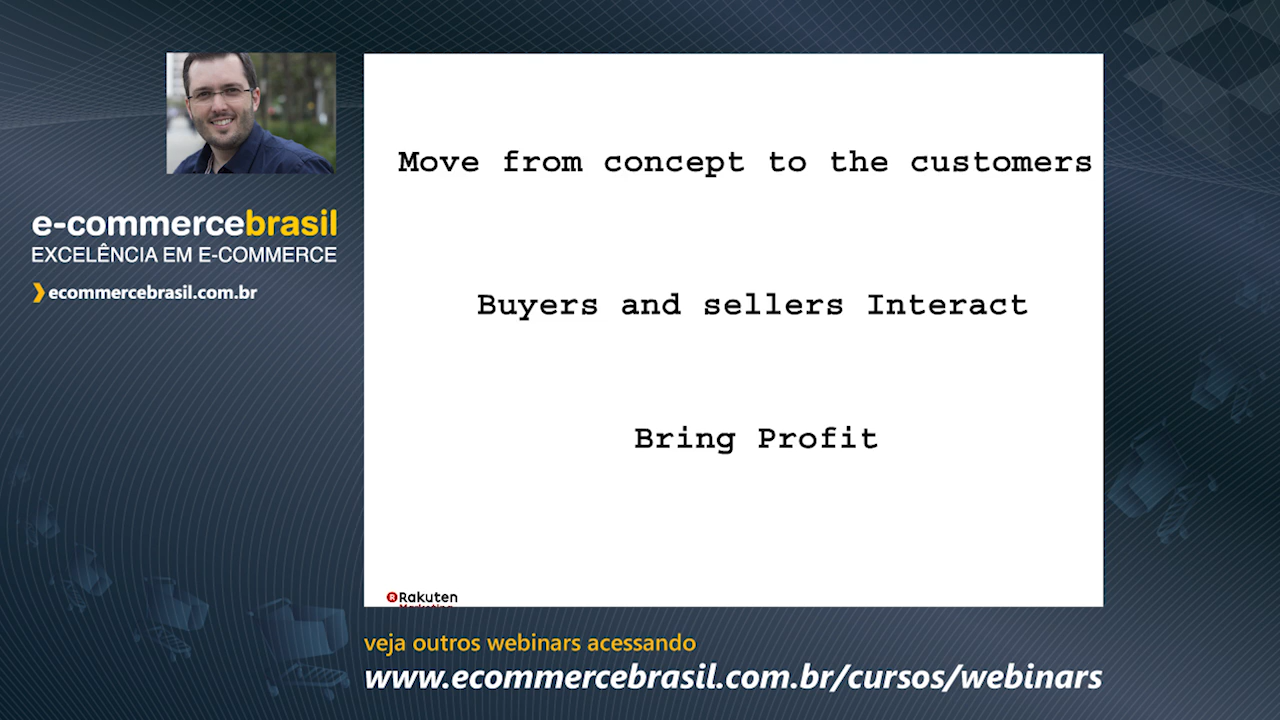 e-commercebrasil
EXCELÊNCIA EM E-COMMERCE
ecommercebrasil.com.br
Move from concept to the customers
Buyers and sellers Interact
Bring Profit
R Rakuten
Marketing
veja outros webinars acessando
www.ecommercebrasil.com.br/cursos/webinars